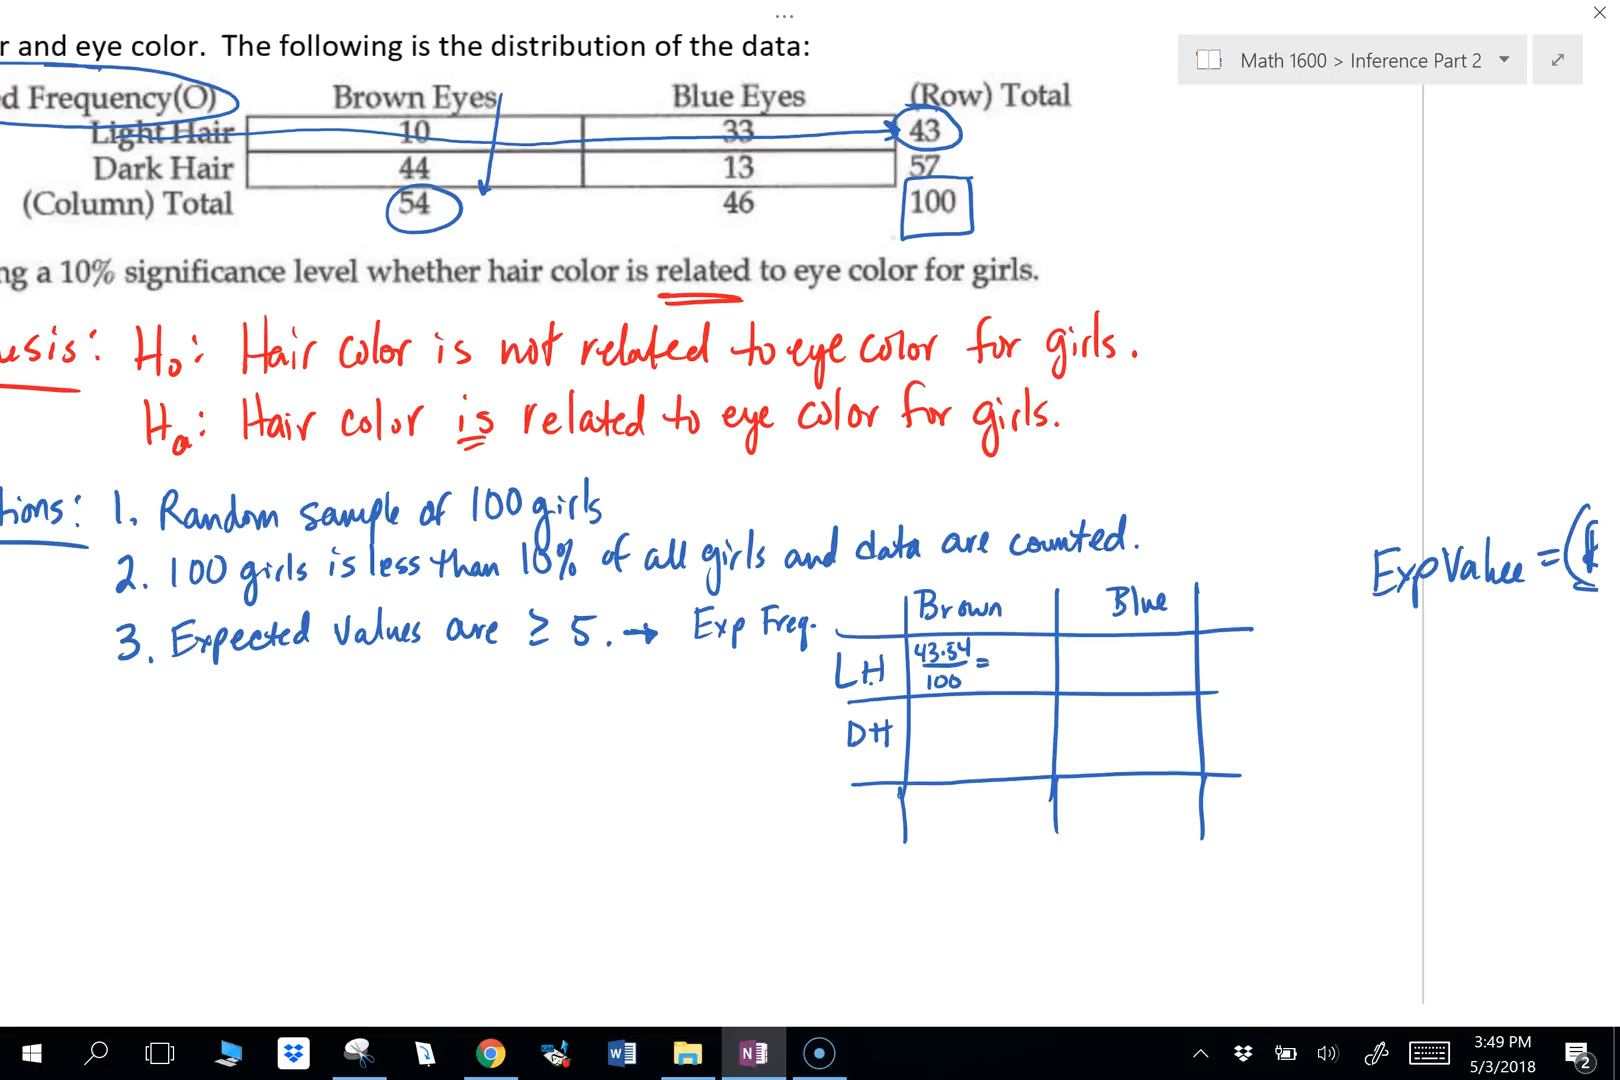 r and eye color. The following is the distribution of the data:
Math 1600 > Inference Part 2
d Frequency(O) Brown Eyes Blue Eyes (Row) Total
Light Hair 10 33 43
Dark Hair 44 13 57
(Column) Total 54 46 100
ng a 10% significance level whether hair color is related to eye color for girls.
esis: Ho: Hair color is not related to eye color for girls.
Ha: Hair color is related to eye color for girls.
tions: 1. Random sample of 100 girls
2. 100 girls is less than 10% of all girls and data are counted.
3. Expected values are ≥ 5. → Exp Freq.
Brown Blue
LH 43·54 =
100
DH
Exp Value = (
3:49 PM
5/3/2018
2